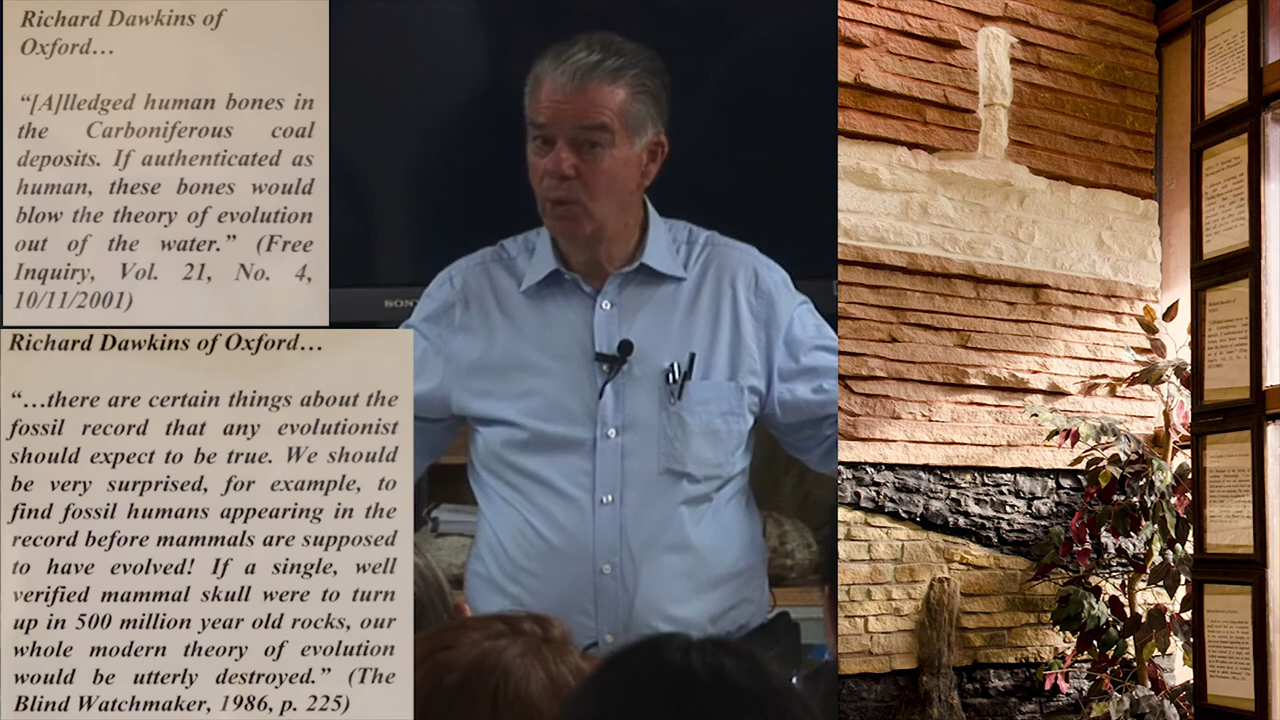 Richard Dawkins of
Oxford…
“[A]lledged human bones in
the Carboniferous coal
deposits. If authenticated as
human, these bones would
blow the theory of evolution
out of the water.” (Free
Inquiry, Vol. 21, No. 4,
10/11/2001)
Richard Dawkins of Oxford…
“…there are certain things about the
fossil record that any evolutionist
should expect to be true. We should
be very surprised, for example, to
find fossil humans appearing in the
record before mammals are supposed
to have evolved! If a single, well
verified mammal skull were to turn
up in 500 million year old rocks, our
whole modern theory of evolution
would be utterly destroyed.” (The
Blind Watchmaker, 1986, p. 225)
SONY